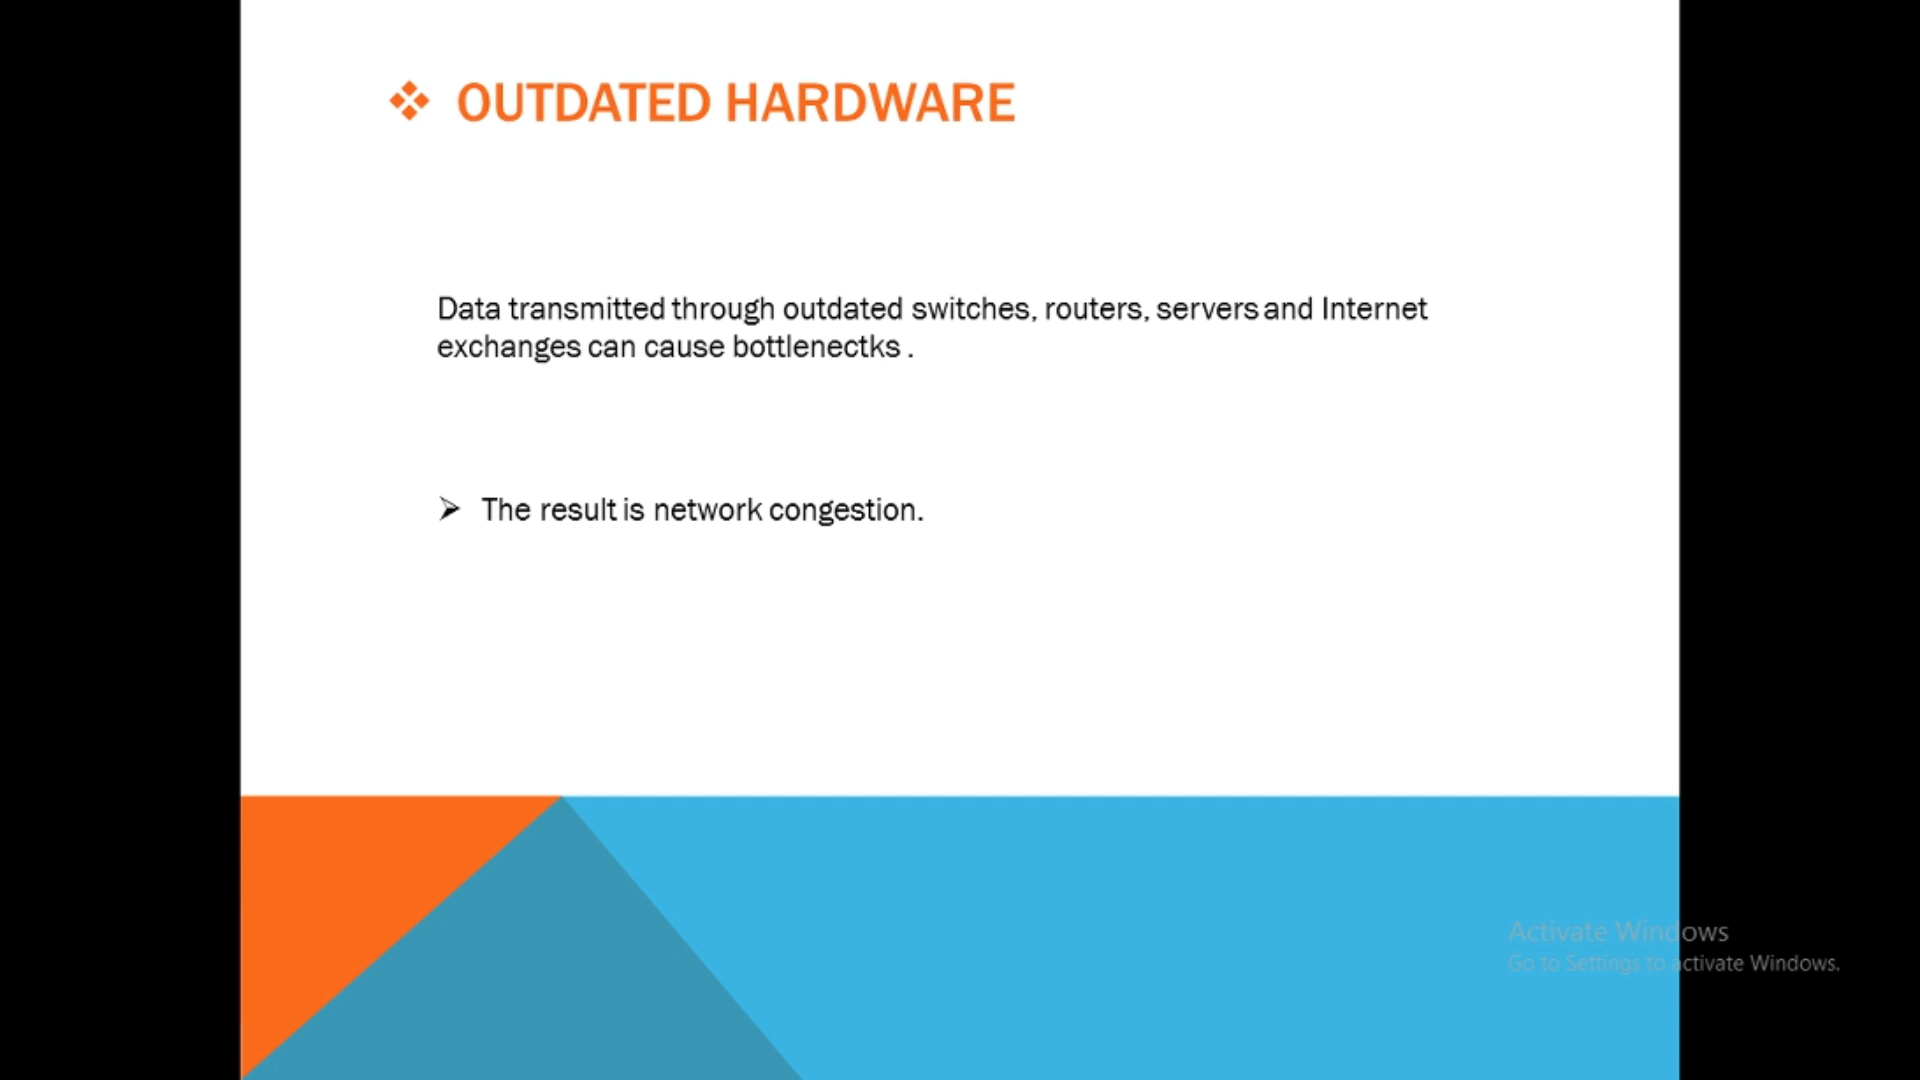 OUTDATED HARDWARE
Data transmitted through outdated switches, routers, servers and Internet
exchanges can cause bottlenectks .
The result is network congestion.
Activate Windows
Go to Settings to activate Windows.